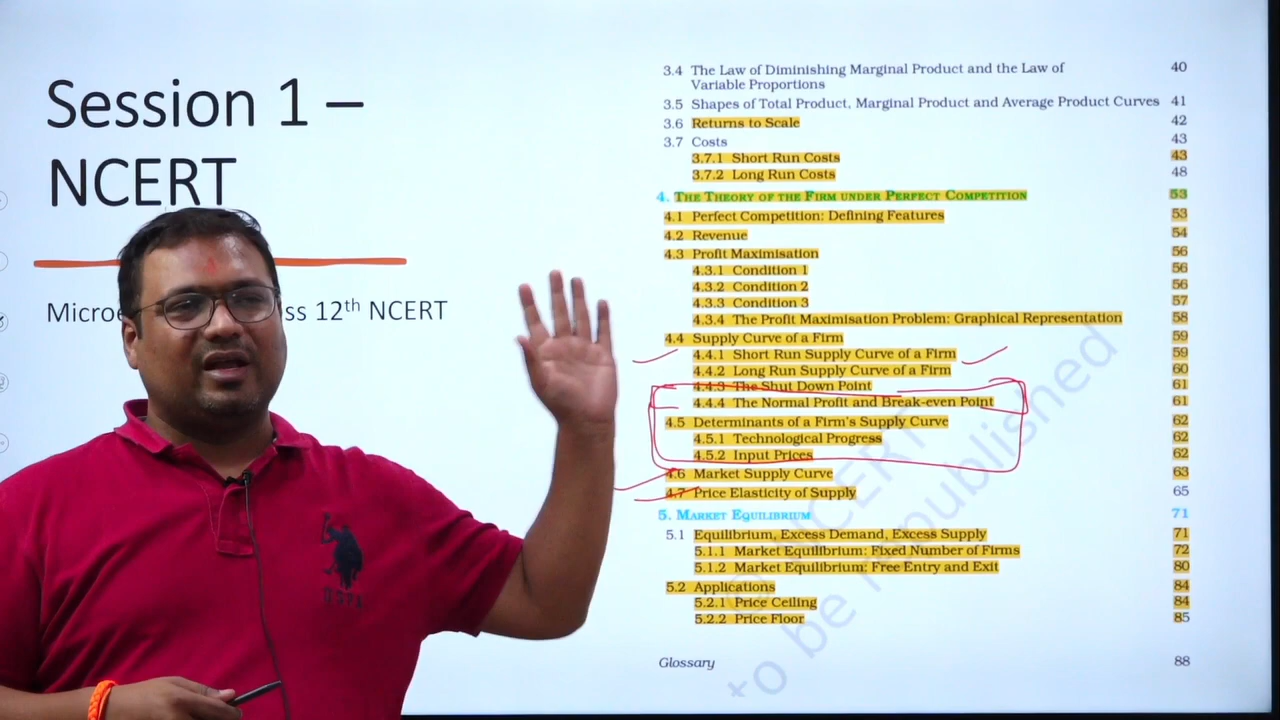 Session 1 –
NCERT
Microe ss 12th NCERT
3.4 The Law of Diminishing Marginal Product and the Law of 40
Variable Proportions
3.5 Shapes of Total Product, Marginal Product and Average Product Curves 41
3.6 Returns to Scale 42
3.7 Costs 43
3.7.1 Short Run Costs 43
3.7.2 Long Run Costs 48
4. THE THEORY OF THE FIRM UNDER PERFECT COMPETITION 53
4.1 Perfect Competition: Defining Features 53
4.2 Revenue 54
4.3 Profit Maximisation 56
4.3.1 Condition 1 56
4.3.2 Condition 2 56
4.3.3 Condition 3 57
4.3.4 The Profit Maximisation Problem: Graphical Representation 58
4.4 Supply Curve of a Firm 59
4.4.1 Short Run Supply Curve of a Firm 59
4.4.2 Long Run Supply Curve of a Firm 60
4.4.3 The Shut Down Point 61
4.4.4 The Normal Profit and Break-even Point 61
4.5 Determinants of a Firm's Supply Curve 62
4.5.1 Technological Progress 62
4.5.2 Input Prices 62
4.6 Market Supply Curve 63
4.7 Price Elasticity of Supply 65
5. MARKET EQUILIBRIUM 71
5.1 Equilibrium, Excess Demand, Excess Supply 71
5.1.1 Market Equilibrium: Fixed Number of Firms 72
5.1.2 Market Equilibrium: Free Entry and Exit 80
5.2 Applications 84
5.2.1 Price Ceiling 84
5.2.2 Price Floor 85
Glossary 88
NCERT
to be republished